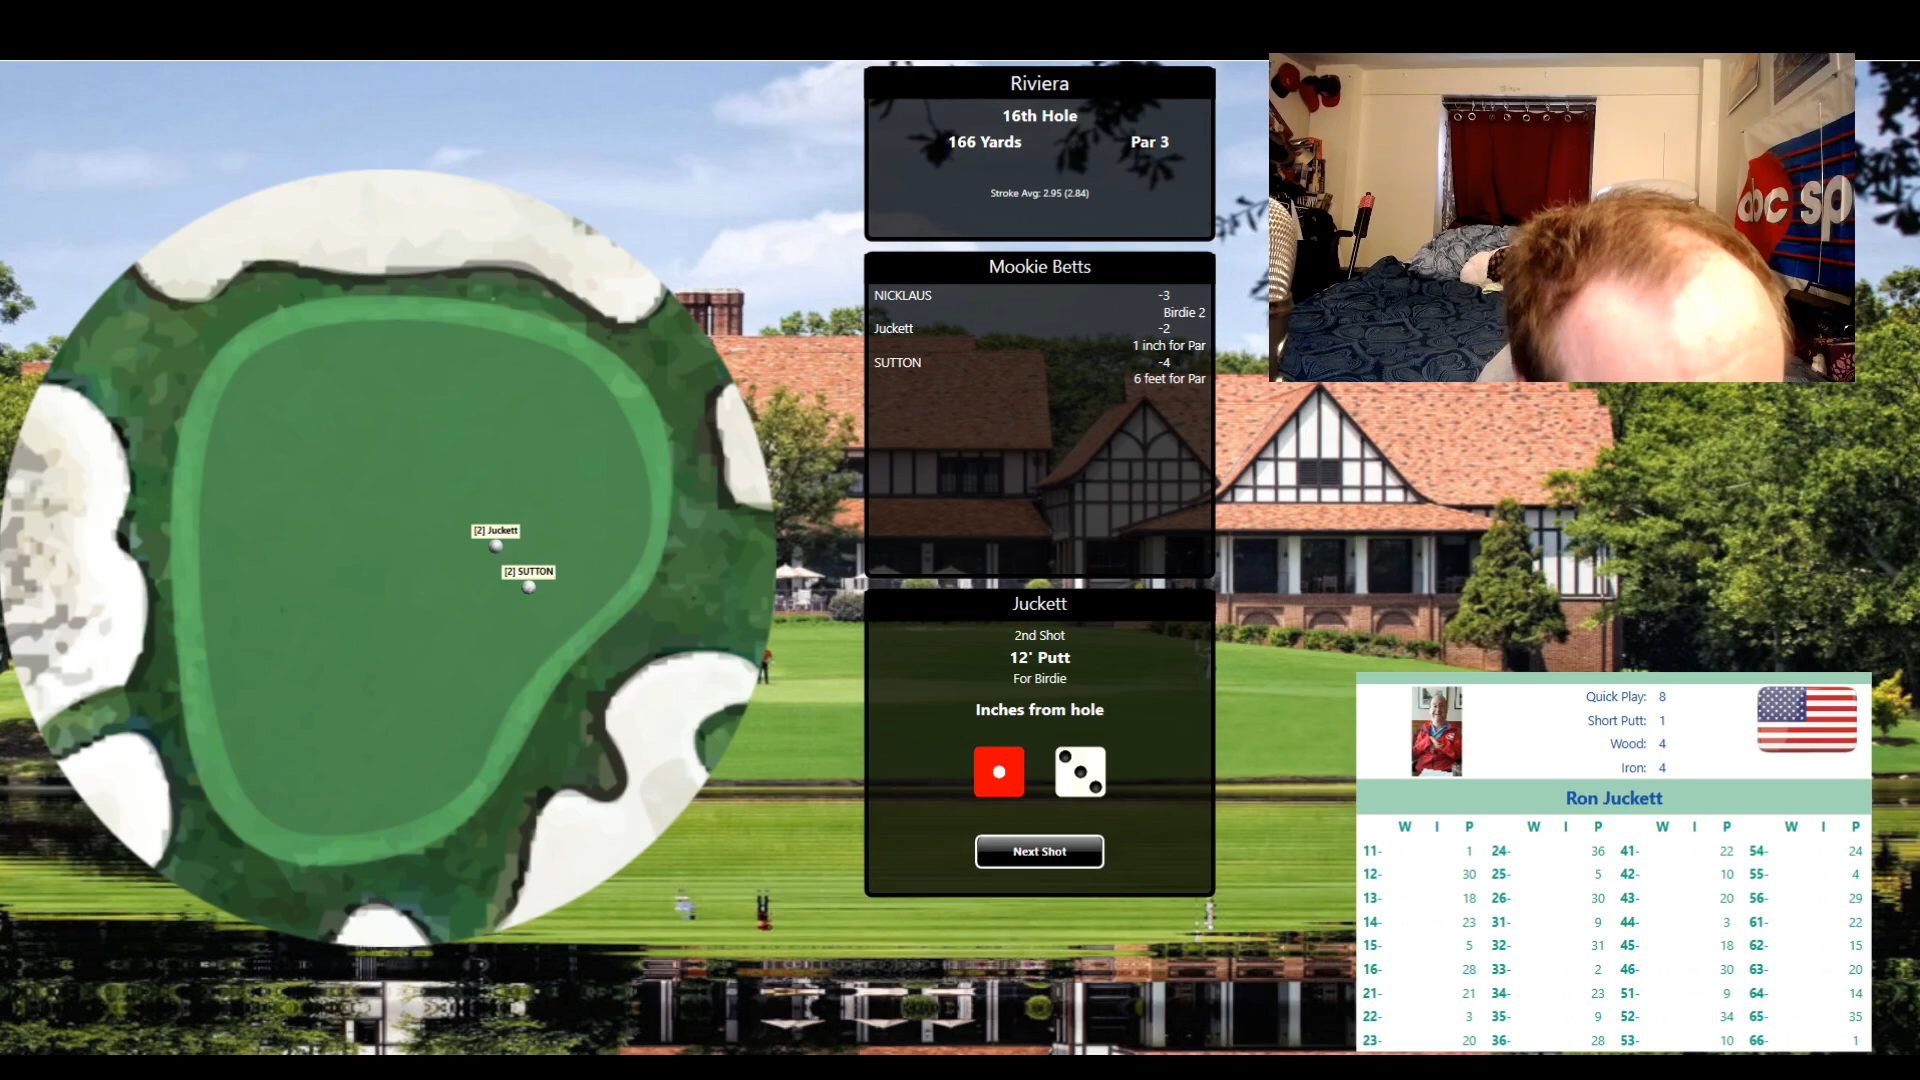 Riviera
16th Hole
166 Yards Par 3
Stroke Avg: 2.95 (2.84)
Mookie Betts
NICKLAUS -3
Birdie 2
Juckett -2
1 inch for Par
SUTTON -4
6 feet for Par
[2] Juckett
[2] SUTTON
Juckett
2nd Shot
12' Putt
For Birdie
Inches from hole
Next Shot
abc sp
Quick Play: 8
Short Putt: 1
Wood: 4
Iron: 4
Ron Juckett
W I P W I P W I P W I P
11- 1 24- 36 41- 22 54- 24
12- 30 25- 5 42- 10 55- 4
13- 18 26- 30 43- 20 56- 29
14- 23 31- 9 44- 3 61- 22
15- 5 32- 31 45- 18 62- 15
16- 28 33- 2 46- 30 63- 20
21- 21 34- 23 51- 9 64- 14
22- 3 35- 9 52- 34 65- 35
23- 20 36- 28 53- 10 66- 1